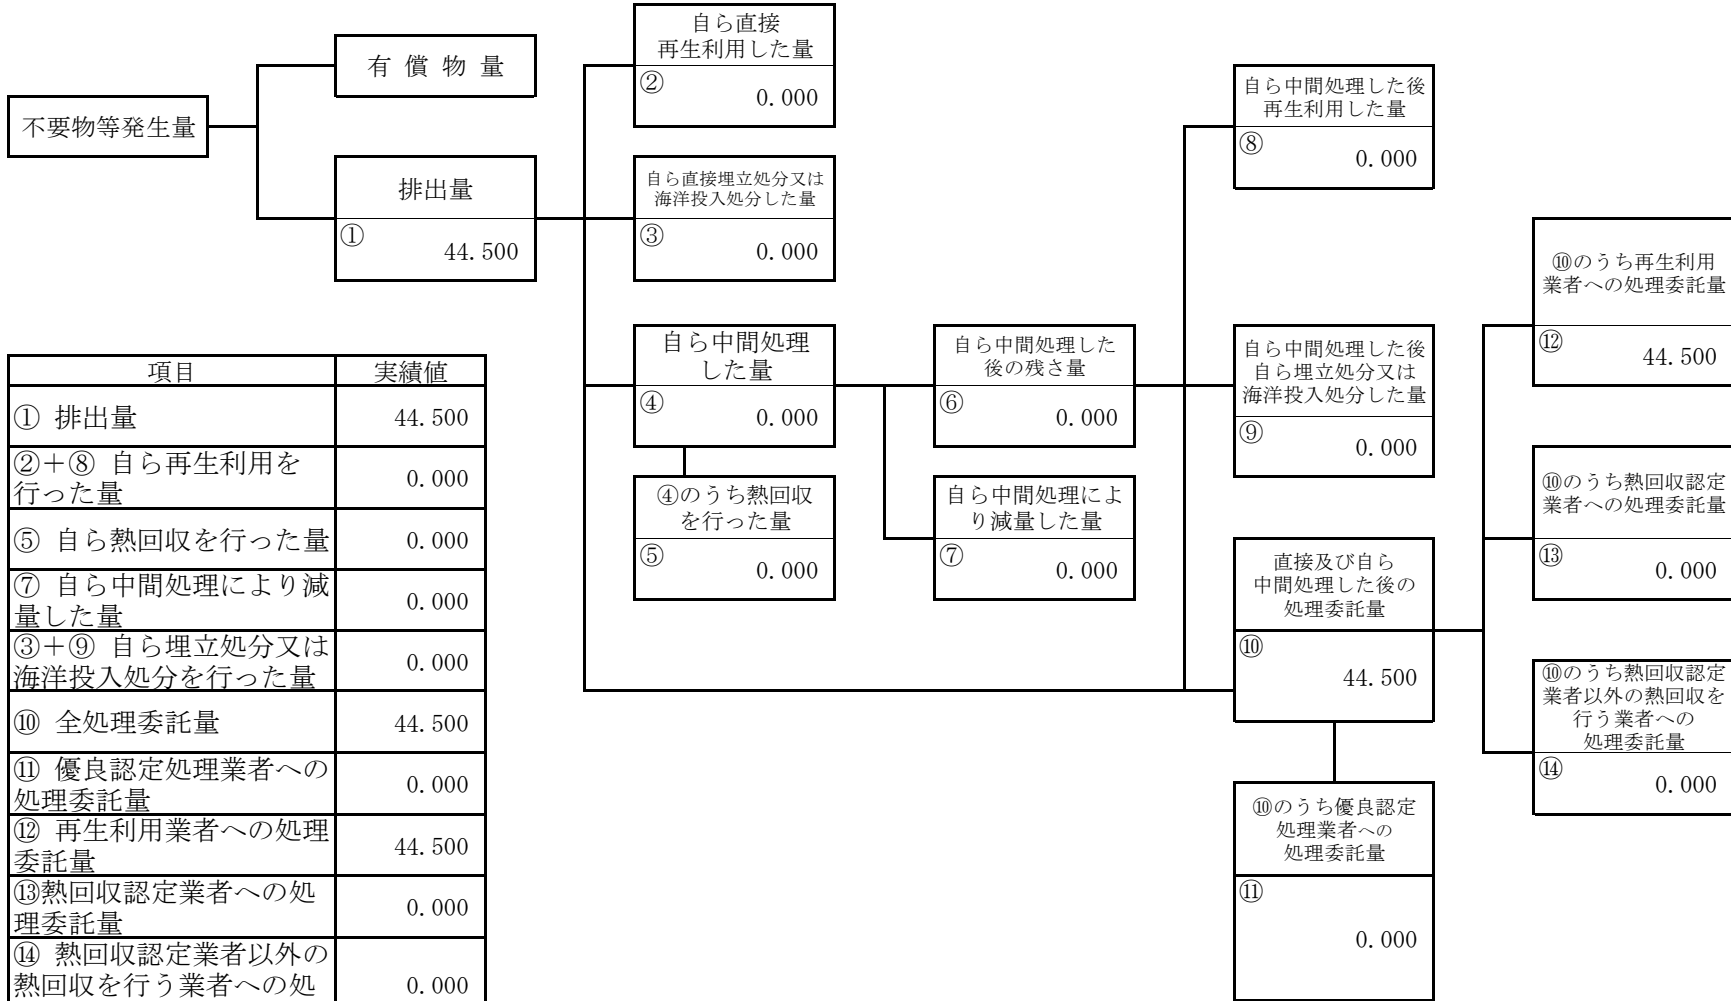 不要物等発生量
有 償 物 量
排出量
①
44.500
自ら直接
再生利用した量
②
0.000
自ら直接埋立処分又は
海洋投入処分した量
③
0.000
自ら中間処理
した量
④
0.000
④のうち熱回収
を行った量
⑤
0.000
自ら中間処理した
後の残さ量
⑥
0.000
自ら中間処理によ
り減量した量
⑦
0.000
自ら中間処理した後
再生利用した量
⑧
0.000
自ら中間処理した後
自ら埋立処分又は
海洋投入処分した量
⑨
0.000
直接及び自ら
中間処理した後の
処理委託量
⑩
44.500
⑩のうち優良認定
処理業者への
処理委託量
⑪
0.000
⑩のうち再生利用
業者への処理委託量
⑫
44.500
⑩のうち熱回収認定
業者への処理委託量
⑬
0.000
⑩のうち熱回収認定
業者以外の熱回収を
行う業者への
処理委託量
⑭
0.000
項目 実績値
① 排出量 44.500
②+⑧ 自ら再生利用を
行った量 0.000
⑤ 自ら熱回収を行った量 0.000
⑦ 自ら中間処理により減
量した量 0.000
③+⑨ 自ら埋立処分又は
海洋投入処分を行った量 0.000
⑩ 全処理委託量 44.500
⑪ 優良認定処理業者への
処理委託量 0.000
⑫ 再生利用業者への処理
委託量 44.500
⑬熱回収認定業者への処
理委託量 0.000
⑭ 熱回収認定業者以外の
熱回収を行う業者への処 0.000